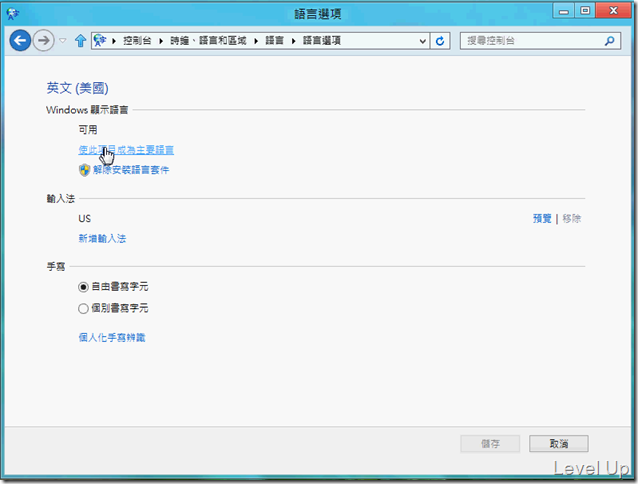 語言選項
控制台 時鐘、語言和區域 語言 語言選項
搜尋控制台
英文 (美國)
Windows 顯示語言
可用
使此項目成為主要語言
解除安裝語言套件
輸入法
US
預覽 | 移除
新增輸入法
手寫
自由書寫字元
個別書寫字元
個人化手寫辨識
儲存
取消
Level Up